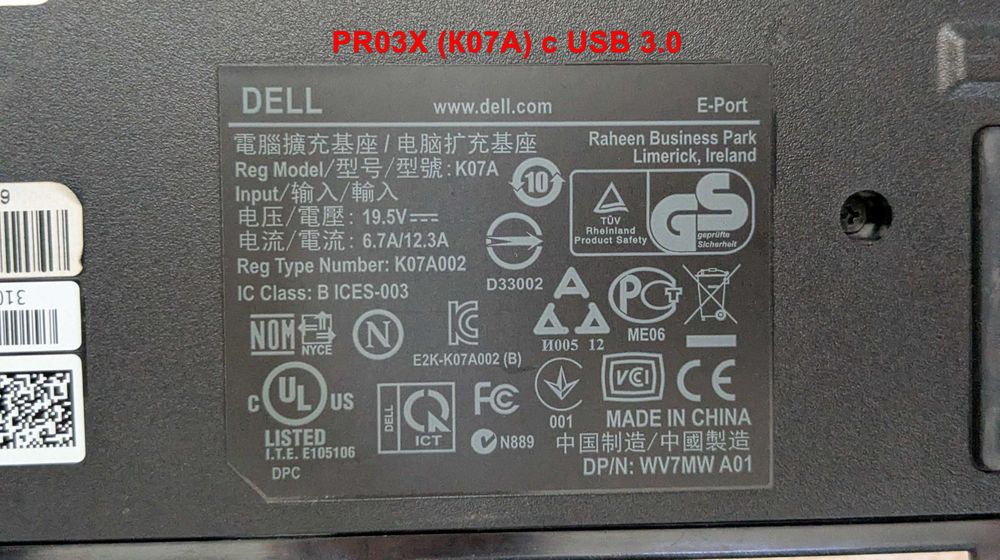 PR03X (K07A) с USB 3.0
DELL
www.dell.com
E-Port
電腦擴充基座 / 电脑扩充基座
Raheen Business Park
Limerick, Ireland
Reg Model/型号/型號: K07A
Input/输入/輸入
电压/電壓: 19.5V
电流/電流: 6.7A/12.3A
Reg Type Number: K07A002
IC Class: B ICES-003
10
TÜV
Rheinland
Product Safety
GS
geprüfte
Sicherheit
D33002
И005 12
PCT
ME06
NOM
NYCE
N
E2K-K07A002 (B)
C UL US
LISTED
I.T.E. E105106
DPC
DELL
ICT
FC
N889
001
VCI
CE
MADE IN CHINA
中国制造/中國製造
DP/N: WV7MW A01
9
310